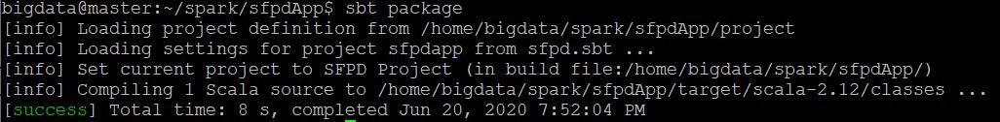 bigdata@master:~/spark/sfpdApp$ sbt package
[info] Loading project definition from /home/bigdata/spark/sfpdApp/project
[info] Loading settings for project sfpdapp from sfpd.sbt ...
[info] Set current project to SFPD Project (in build file:/home/bigdata/spark/sfpdApp/)
[info] Compiling 1 Scala source to /home/bigdata/spark/sfpdApp/target/scala-2.12/classes ...
[success] Total time: 8 s, completed Jun 20, 2020 7:52:04 PM